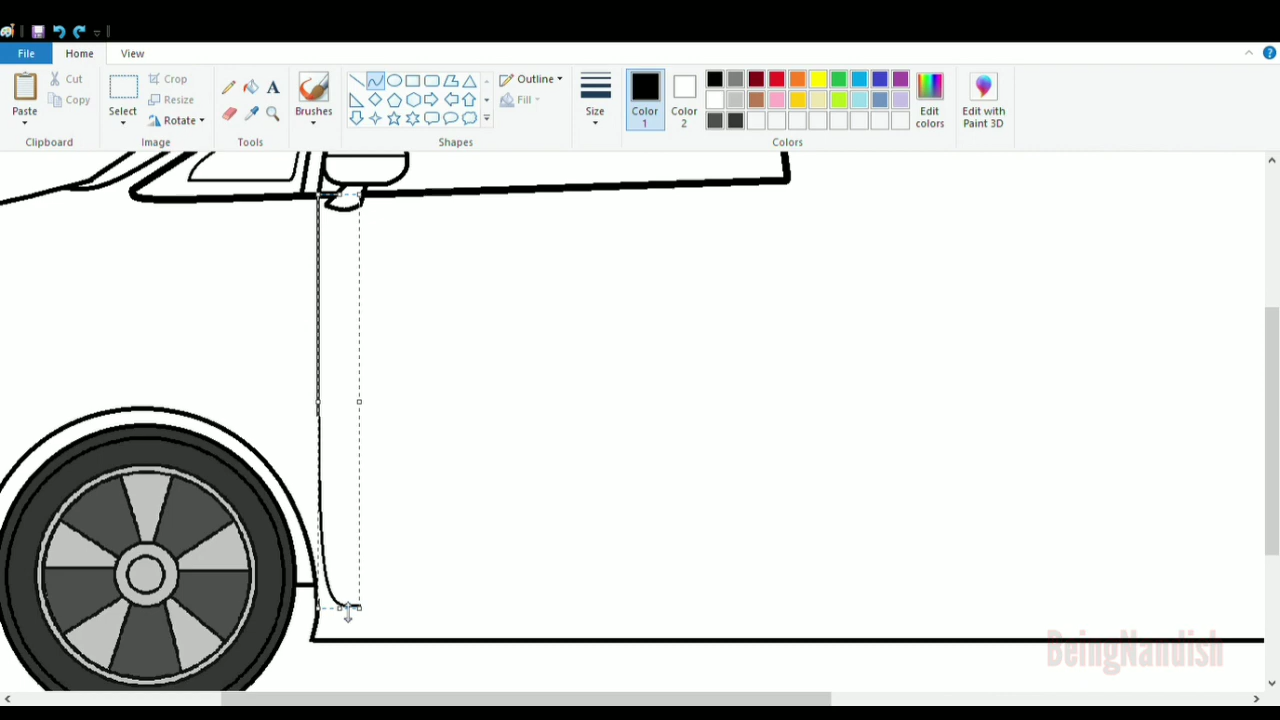 File Home View
Paste
Cut
Copy
Clipboard
Select
Crop
Resize
Rotate
Image
A
Tools
Brushes
Outline
Fill
Shapes
Size
Color
1
Color
2
Edit
colors
Edit with
Paint 3D
Colors
BeingNandish